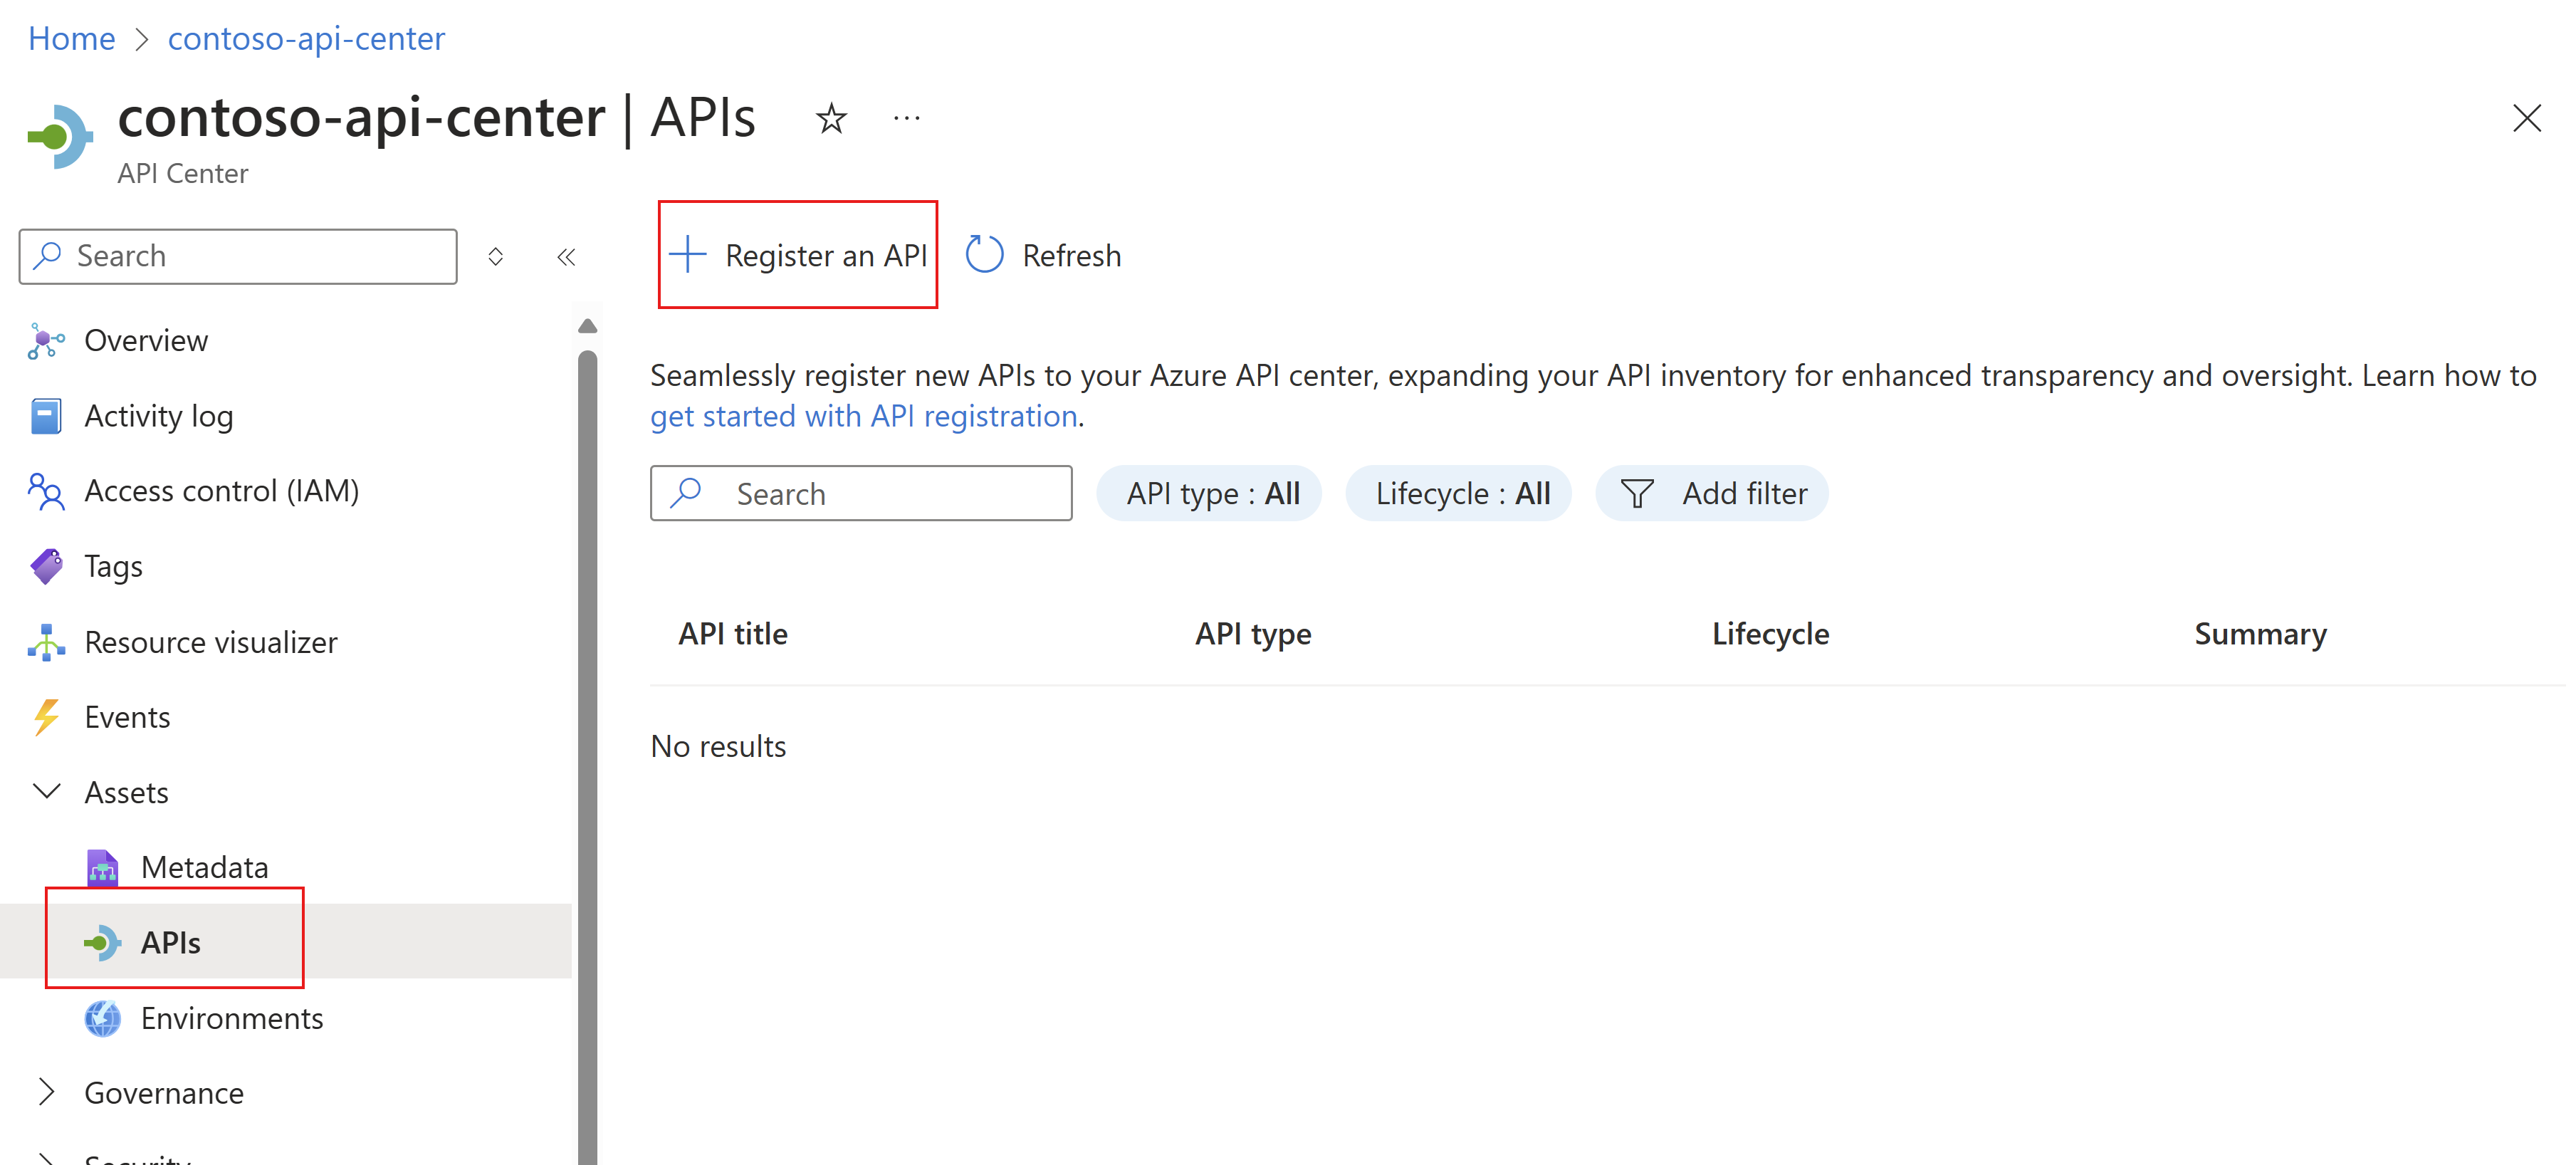 Home > contoso-api-center
contoso-api-center | APIs
API Center
Search
Overview
Activity log
Access control (IAM)
Tags
Resource visualizer
Events
Assets
Metadata
APIs
Environments
Governance
Security
Register an API
Refresh
Seamlessly register new APIs to your Azure API center, expanding your API inventory for enhanced transparency and oversight. Learn how to
get started with API registration.
Search
API type : All
Lifecycle : All
Add filter
API title API type Lifecycle Summary
No results